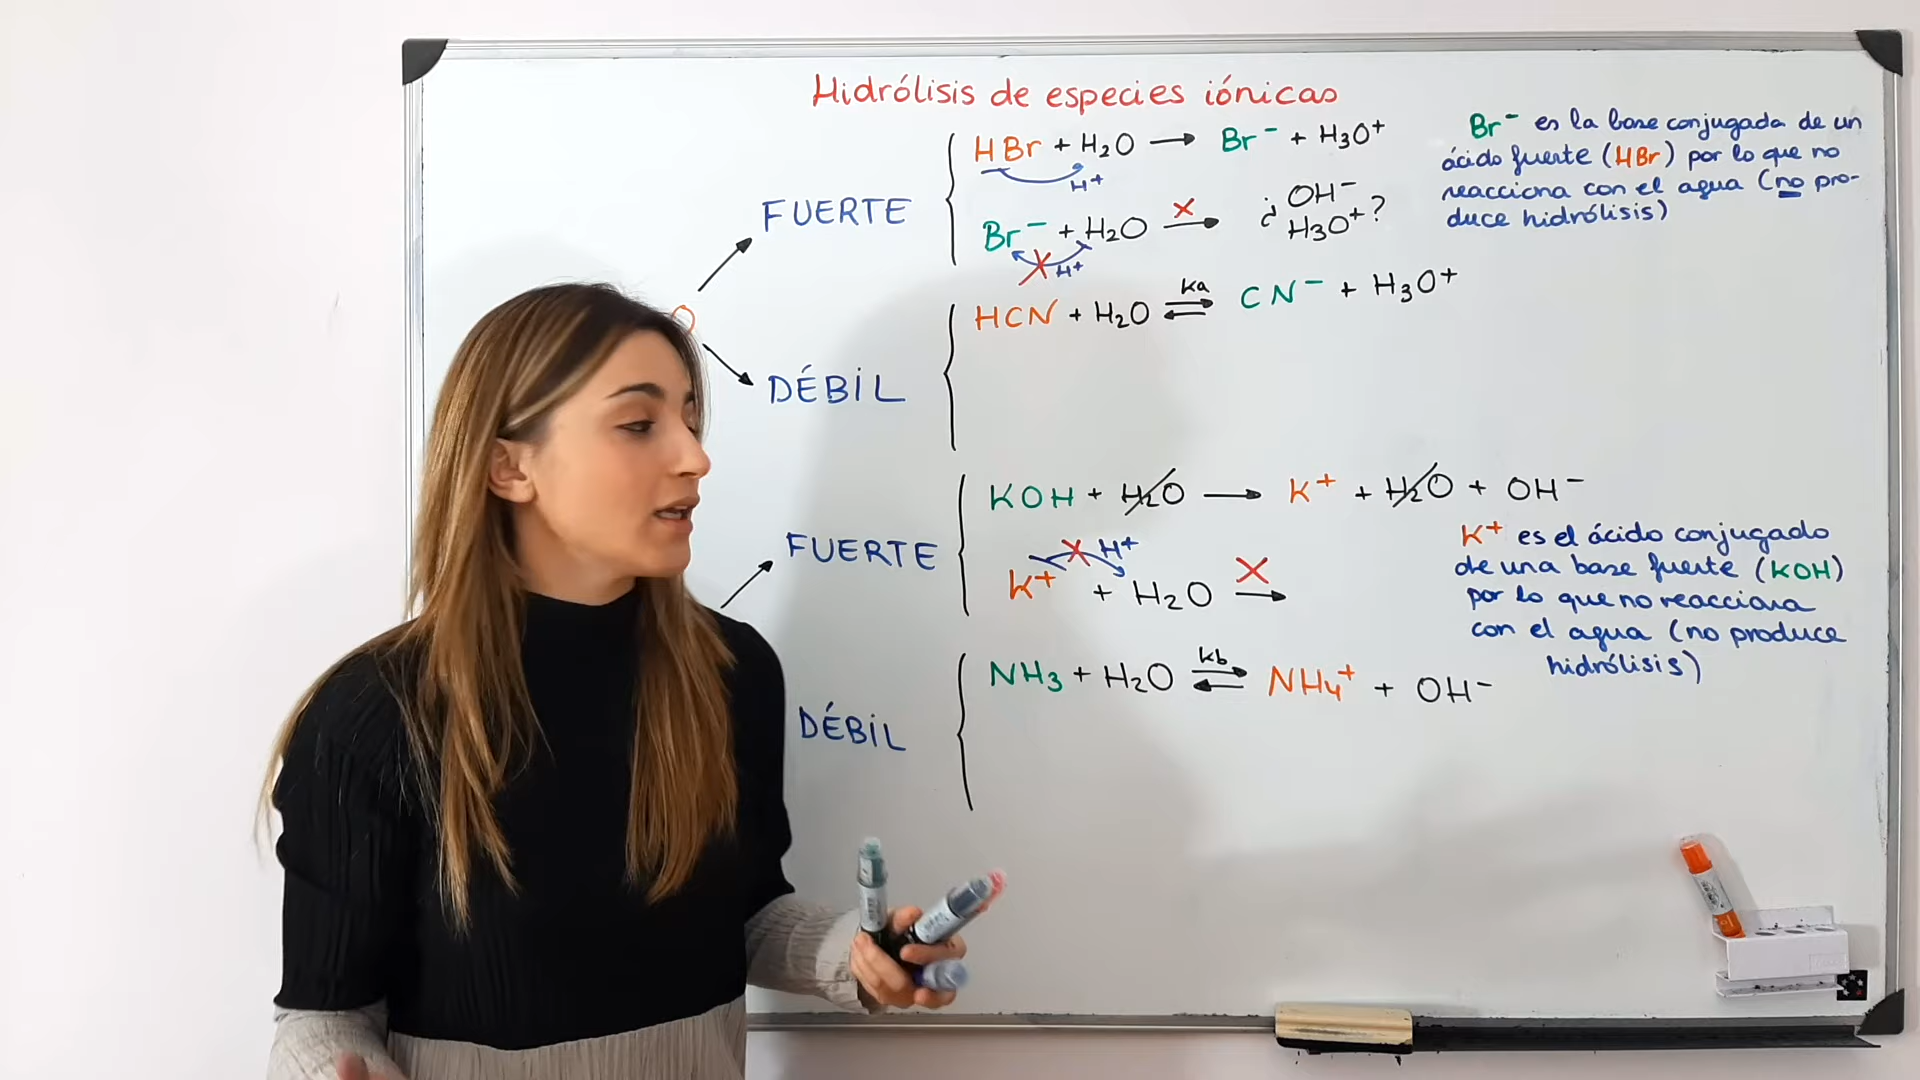 Hidrólisis de especies iónicas
HBr + H2O → Br⁻ + H3O⁺
H⁺
FUERTE
Br⁻ + H2O → ¿ OH⁻
H3O⁺ ?
H⁺
Br⁻ es la base conjugada de un
ácido fuerte (HBr) por lo que no
reacciona con el agua (no pro-
duce hidrólisis)
O
HCN + H2O ⇌ CN⁻ + H3O⁺
Ka
DÉBIL
KOH + H2O → K⁺ + H2O + OH⁻
FUERTE
H⁺
K⁺ + H2O →
K⁺ es el ácido conjugado
de una base fuerte (KOH)
por lo que no reacciona
con el agua (no produce
hidrólisis)
NH3 + H2O ⇌ NH4⁺ + OH⁻
Kb
DÉBIL